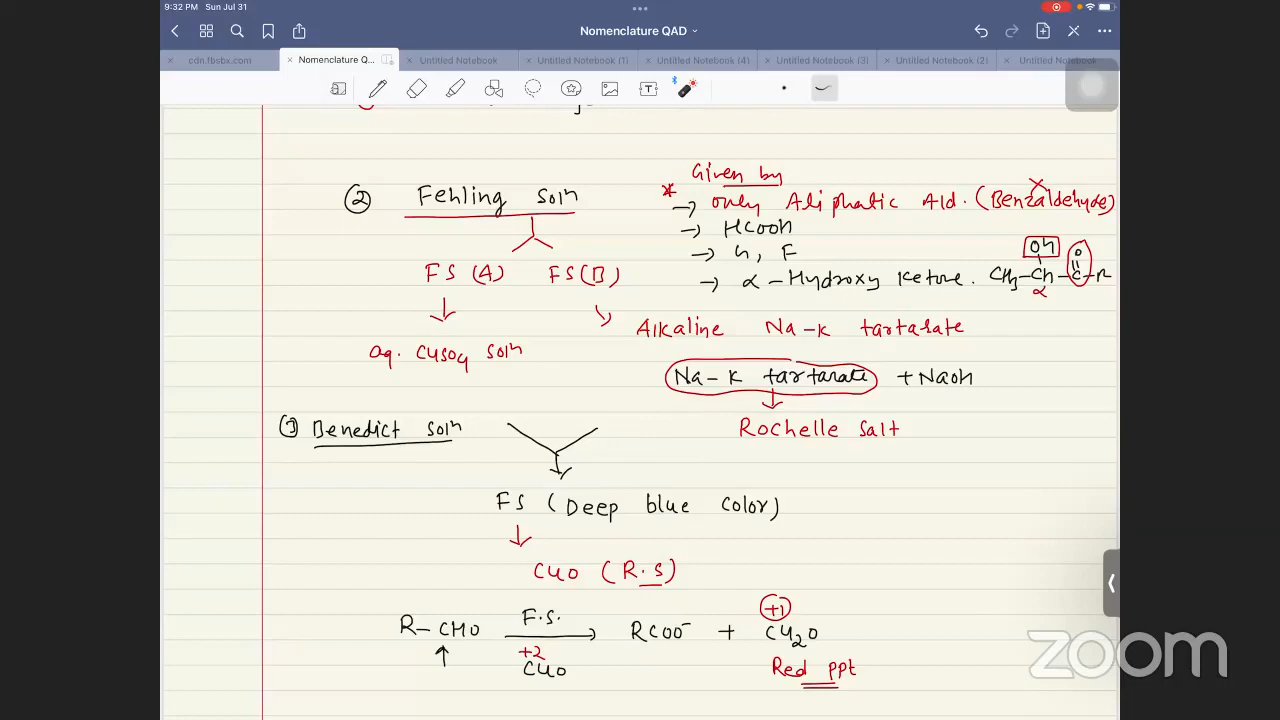 9:32 PM Sun Jul 31
Nomenclature QAD
cdn.fbsbx.com
Nomenclature Q...
Untitled Notebook
Untitled Notebook (1)
Untitled Notebook (4)
Untitled Notebook (3)
Untitled Notebook (2)
Untitled Notebook
Given by
② Fehling Soln
* → only Aliphatic Ald. (Benzaldehyde)
→ HCOOH
→ G, F
OH O
FS (A) FS (B)
→ α - Hydroxy Ketone. CH3-CH-C-R
α
Alkaline Na-K tartarate
aq. CuSO4 Soln
Na-K tartarate + NaOH
Benedict Soln
Rochelle Salt
FS (Deep blue color)
CuO (R.S)
+1
R-CHO F.S. RCOO- + Cu2O
+2
CuO
Red ppt
zoom